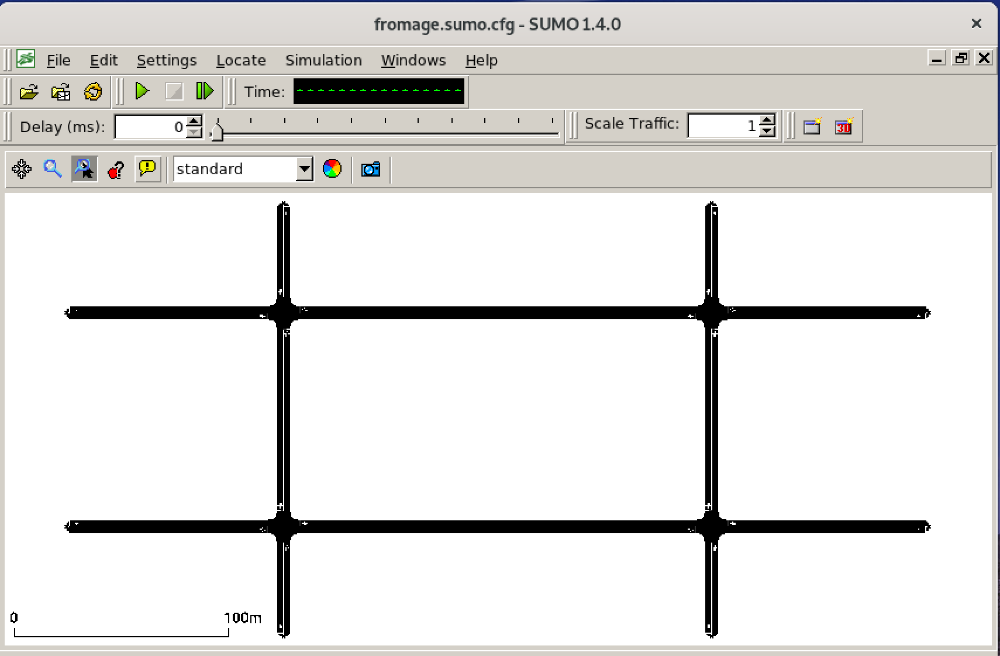 fromage.sumo.cfg - SUMO 1.4.0
File Edit Settings Locate Simulation Windows Help
Time: ----------------
Delay (ms): 0 Scale Traffic: 1 3D
standard
0 100m